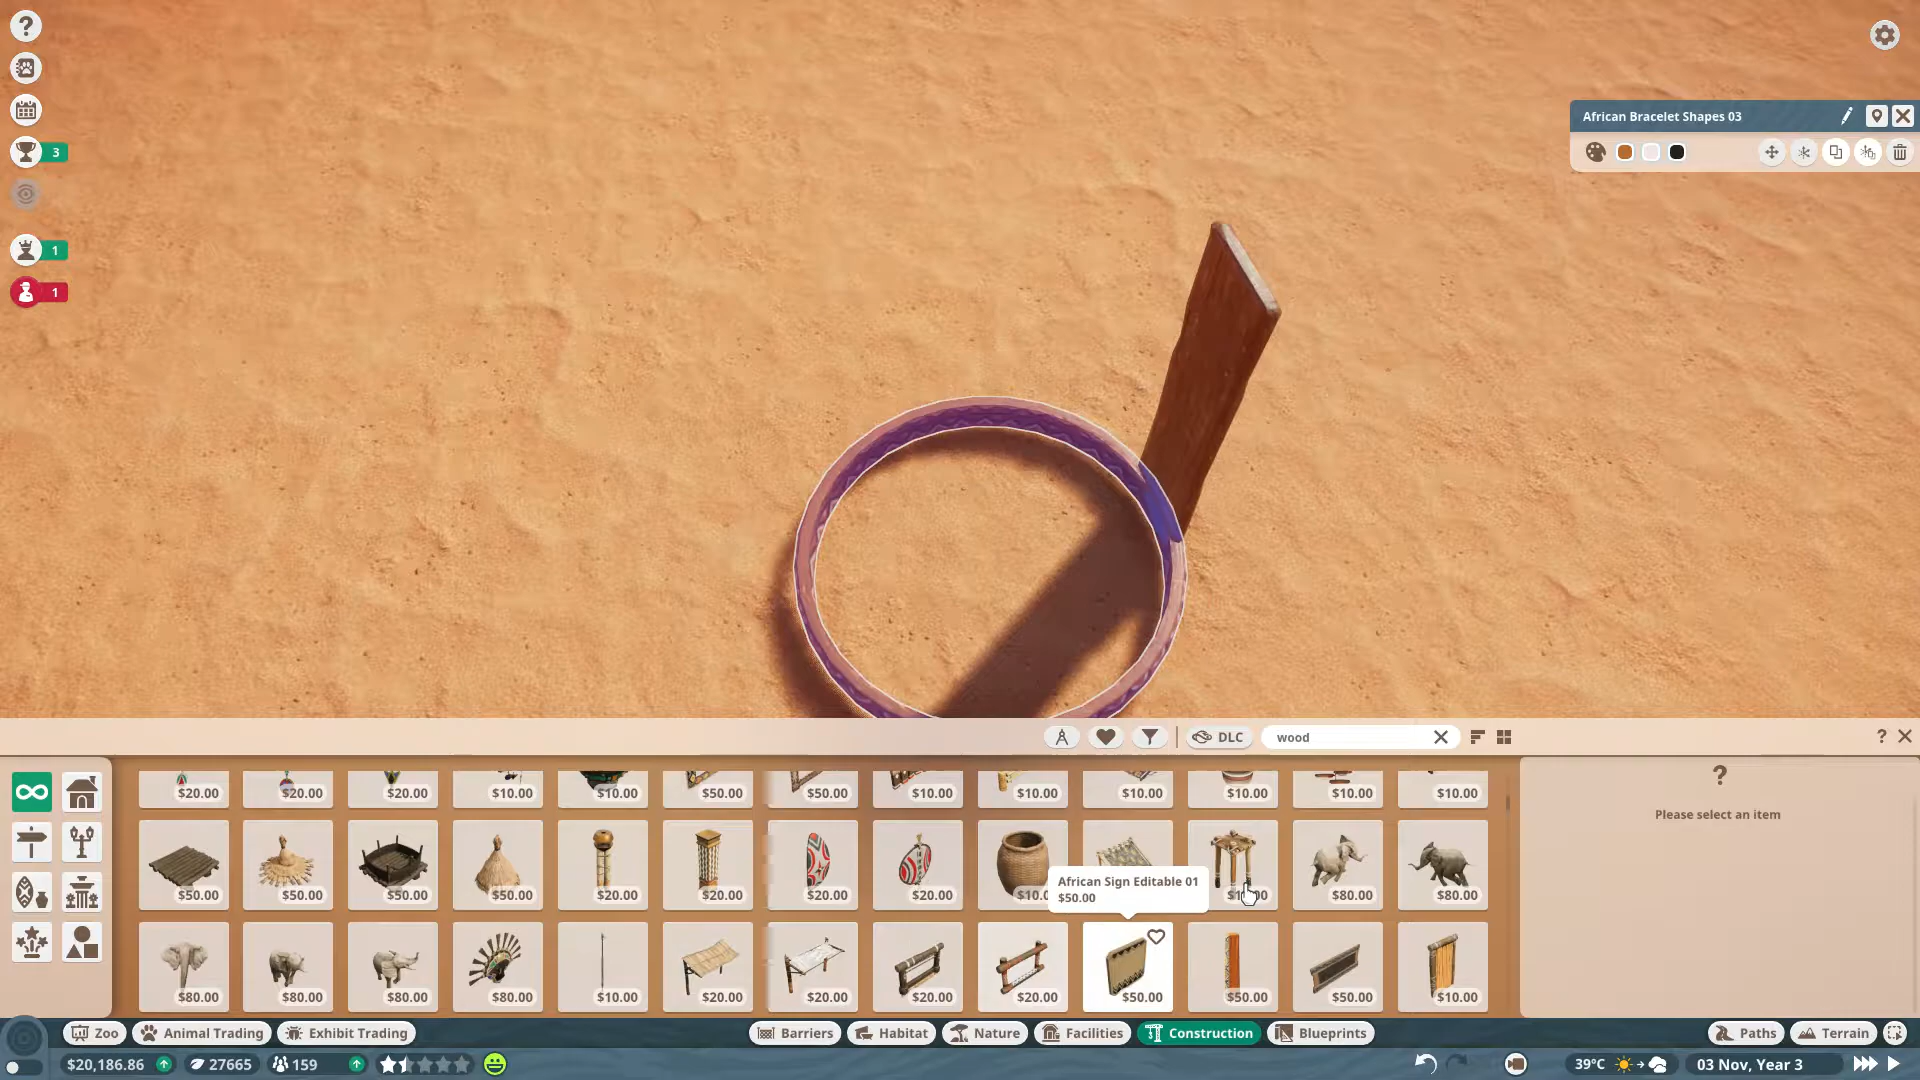 ?
3
1
1
African Bracelet Shapes 03
DLC
wood
?
$20.00
$20.00
$20.00
$10.00
$10.00
$50.00
$50.00
$10.00
$10.00
$10.00
$10.00
$10.00
$10.00
$50.00
$50.00
$50.00
$50.00
$20.00
$20.00
$20.00
$20.00
$80.00
$80.00
African Sign Editable 01
$50.00
$80.00
$80.00
$80.00
$80.00
$10.00
$20.00
$20.00
$20.00
$20.00
$50.00
$50.00
$50.00
$10.00
?
Please select an item
Zoo
Animal Trading
Exhibit Trading
Barriers
Habitat
Nature
Facilities
Construction
Blueprints
Paths
Terrain
$20,186.86
27665
159
39°C
03 Nov, Year 3